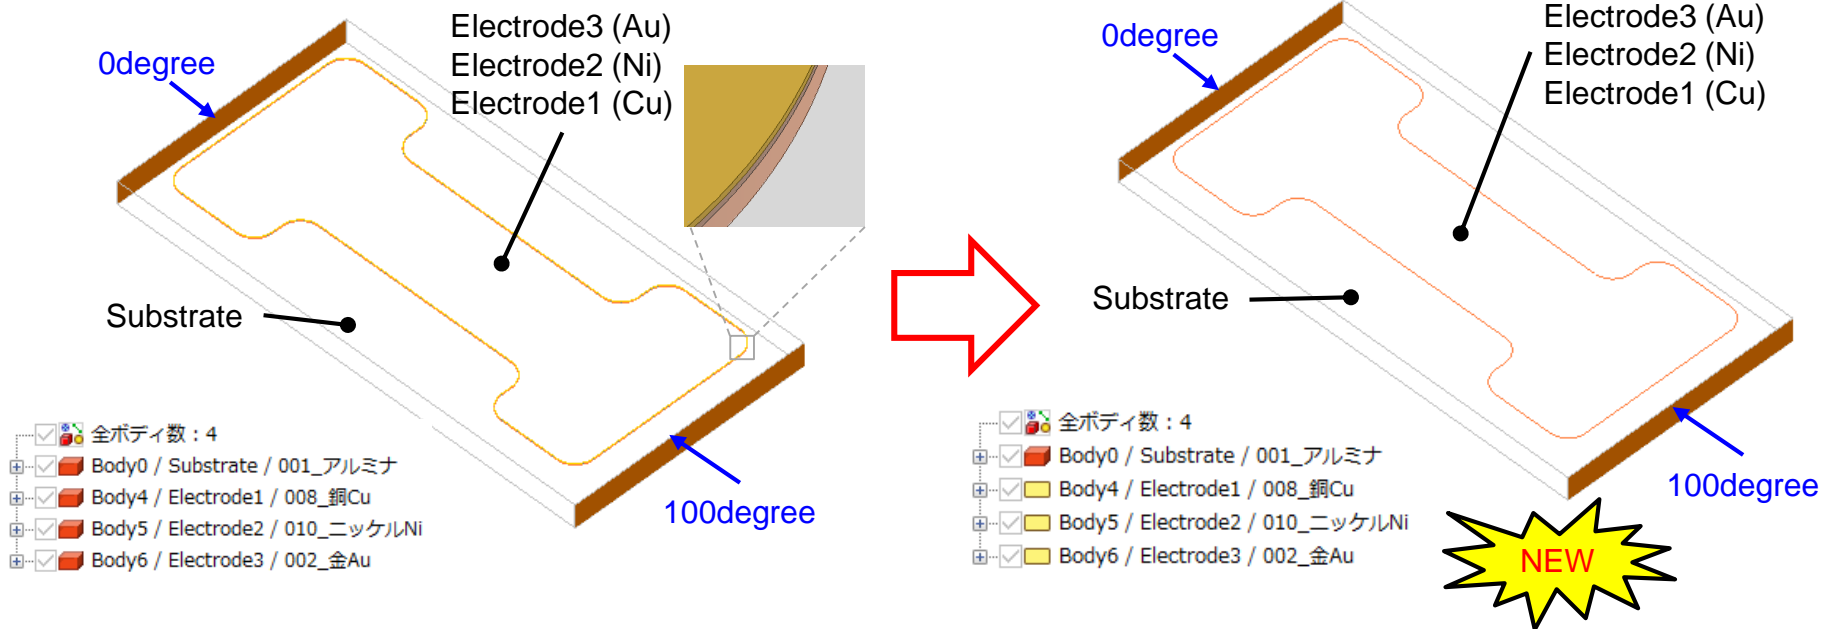 Electrode3 (Au)
Electrode2 (Ni)
Electrode1 (Cu)
0degree
Substrate
100degree
全ボディ数：4
Body0 / Substrate / 001_アルミナ
Body4 / Electrode1 / 008_銅Cu
Body5 / Electrode2 / 010_ニッケルNi
Body6 / Electrode3 / 002_金Au
Electrode3 (Au)
Electrode2 (Ni)
Electrode1 (Cu)
0degree
Substrate
100degree
全ボディ数：4
Body0 / Substrate / 001_アルミナ
Body4 / Electrode1 / 008_銅Cu
Body5 / Electrode2 / 010_ニッケルNi
Body6 / Electrode3 / 002_金Au
NEW